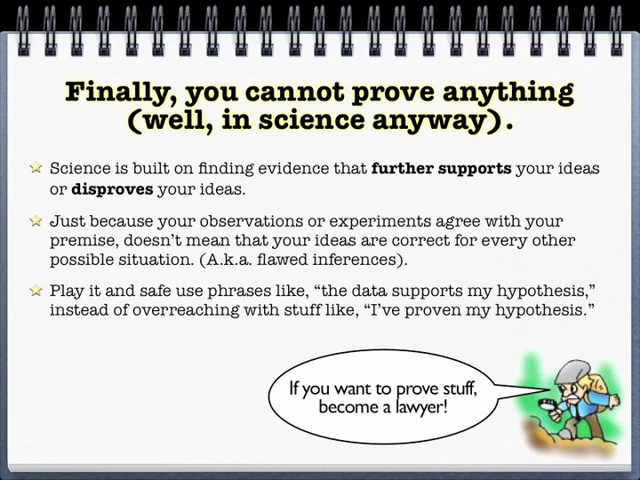 Finally, you cannot prove anything
(well, in science anyway).
Science is built on finding evidence that further supports your ideas
or disproves your ideas.
Just because your observations or experiments agree with your
premise, doesn't mean that your ideas are correct for every other
possible situation. (A.k.a. flawed inferences).
Play it and safe use phrases like, “the data supports my hypothesis,”
instead of overreaching with stuff like, “I've proven my hypothesis.”
If you want to prove stuff,
become a lawyer!